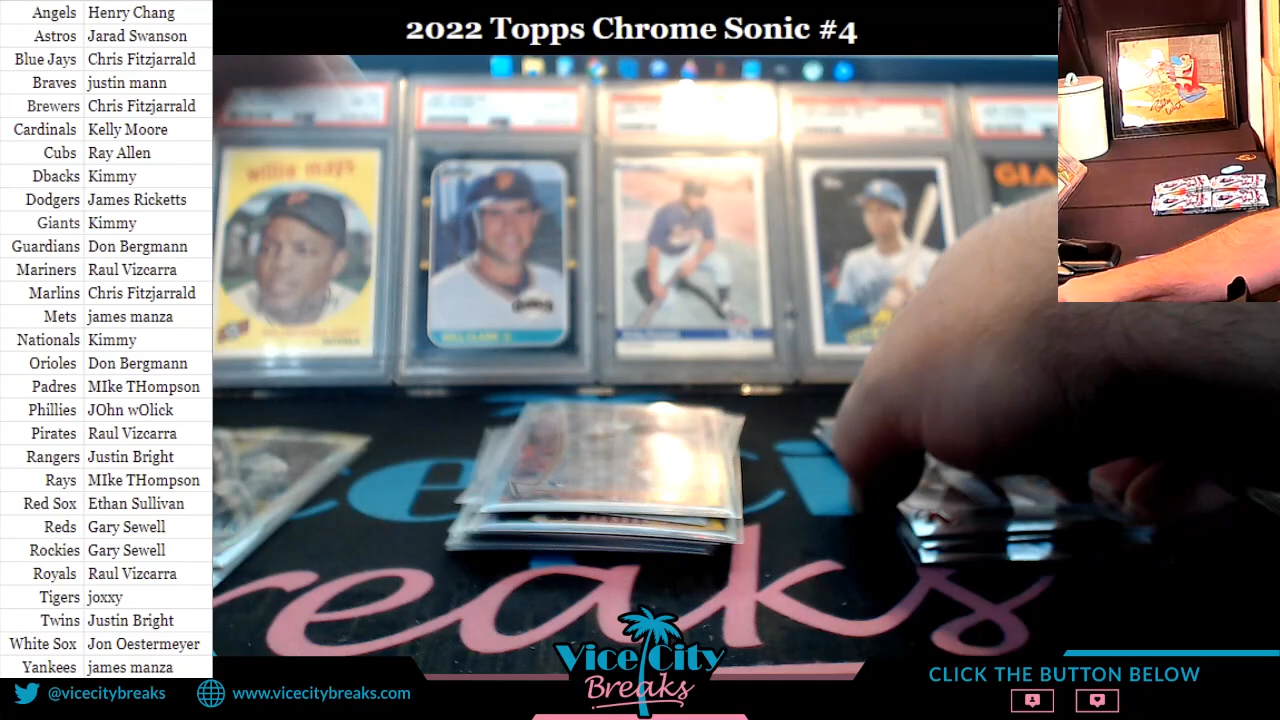 2022 Topps Chrome Sonic #4
Angels Henry Chang
Astros Jarad Swanson
Blue Jays Chris Fitzjarrald
Braves justin mann
Brewers Chris Fitzjarrald
Cardinals Kelly Moore
Cubs Ray Allen
Dbacks Kimmy
Dodgers James Ricketts
Giants Kimmy
Guardians Don Bergmann
Mariners Raul Vizcarra
Marlins Chris Fitzjarrald
Mets james manza
Nationals Kimmy
Orioles Don Bergmann
Padres MIke THompson
Phillies JOhn wOlick
Pirates Raul Vizcarra
Rangers Justin Bright
Rays MIke THompson
Red Sox Ethan Sullivan
Reds Gary Sewell
Rockies Gary Sewell
Royals Raul Vizcarra
Tigers joxxy
Twins Justin Bright
White Sox Jon Oestermeyer
Yankees james manza
willie mays
Vice City
Breaks
@vicecitybreaks
www.vicecitybreaks.com
CLICK THE BUTTON BELOW